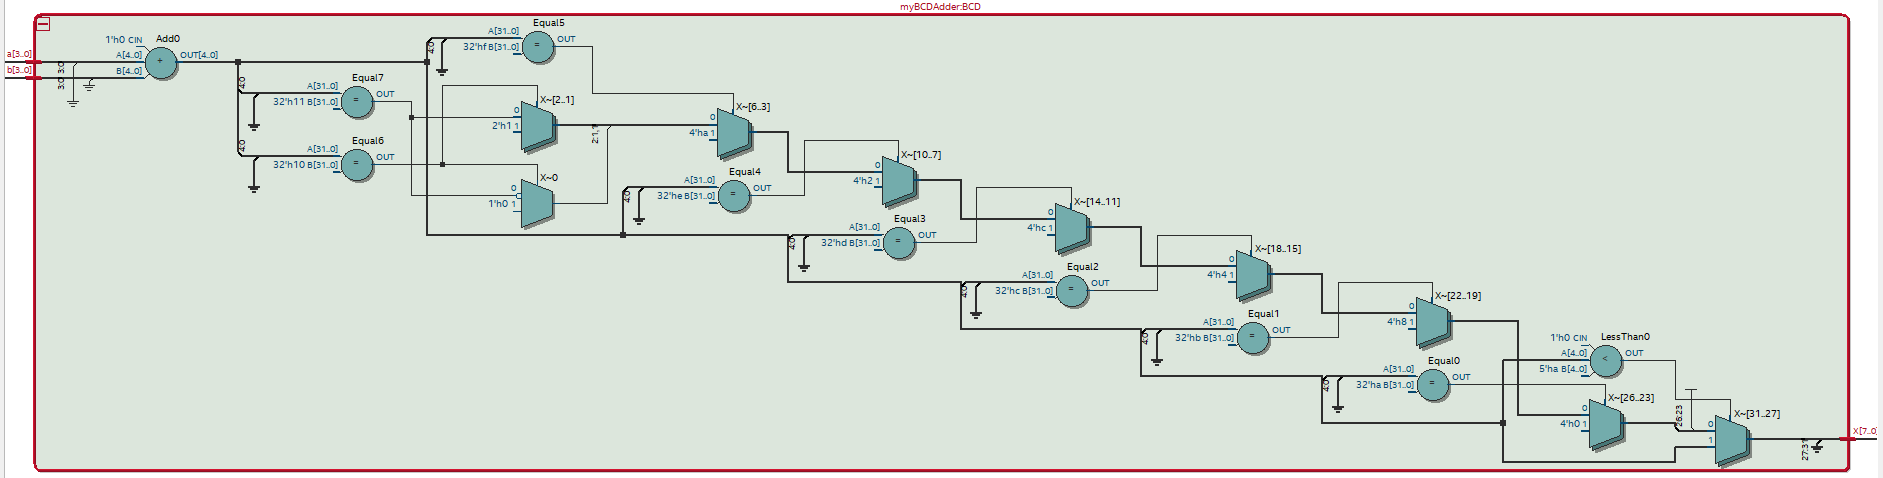 myBCDAdder:BCD
a[3..0]
b[3..0]
3:0 3:0
1'h0 CIN
A[4..0]
B[4..0]
Add0
+
OUT[4..0]
4:0
Equal7
A[31..0]
32'h11 B[31..0]
=
OUT
4:0
Equal6
A[31..0]
32'h10 B[31..0]
=
OUT
4:0
Equal5
A[31..0]
32'hf B[31..0]
=
OUT
X~[2..1]
0
2'h1 1
X~0
0
1'h0 1
X~[6..3]
0
4'ha 1
4:0
Equal4
A[31..0]
32'he B[31..0]
=
OUT
X~[10..7]
0
4'h2 1
4:0
Equal3
A[31..0]
32'hd B[31..0]
=
OUT
X~[14..11]
0
4'hc 1
4:0
Equal2
A[31..0]
32'hc B[31..0]
=
OUT
X~[18..15]
0
4'h4 1
4:0
Equal1
A[31..0]
32'hb B[31..0]
=
OUT
X~[22..19]
0
4'h8 1
4:0
Equal0
A[31..0]
32'ha B[31..0]
=
OUT
LessThan0
1'h0 CIN
A[4..0]
5'ha B[4..0]
<
OUT
X~[26..23]
0
4'h0 1
26:23
X~[31..27]
0
1
X[7..0]